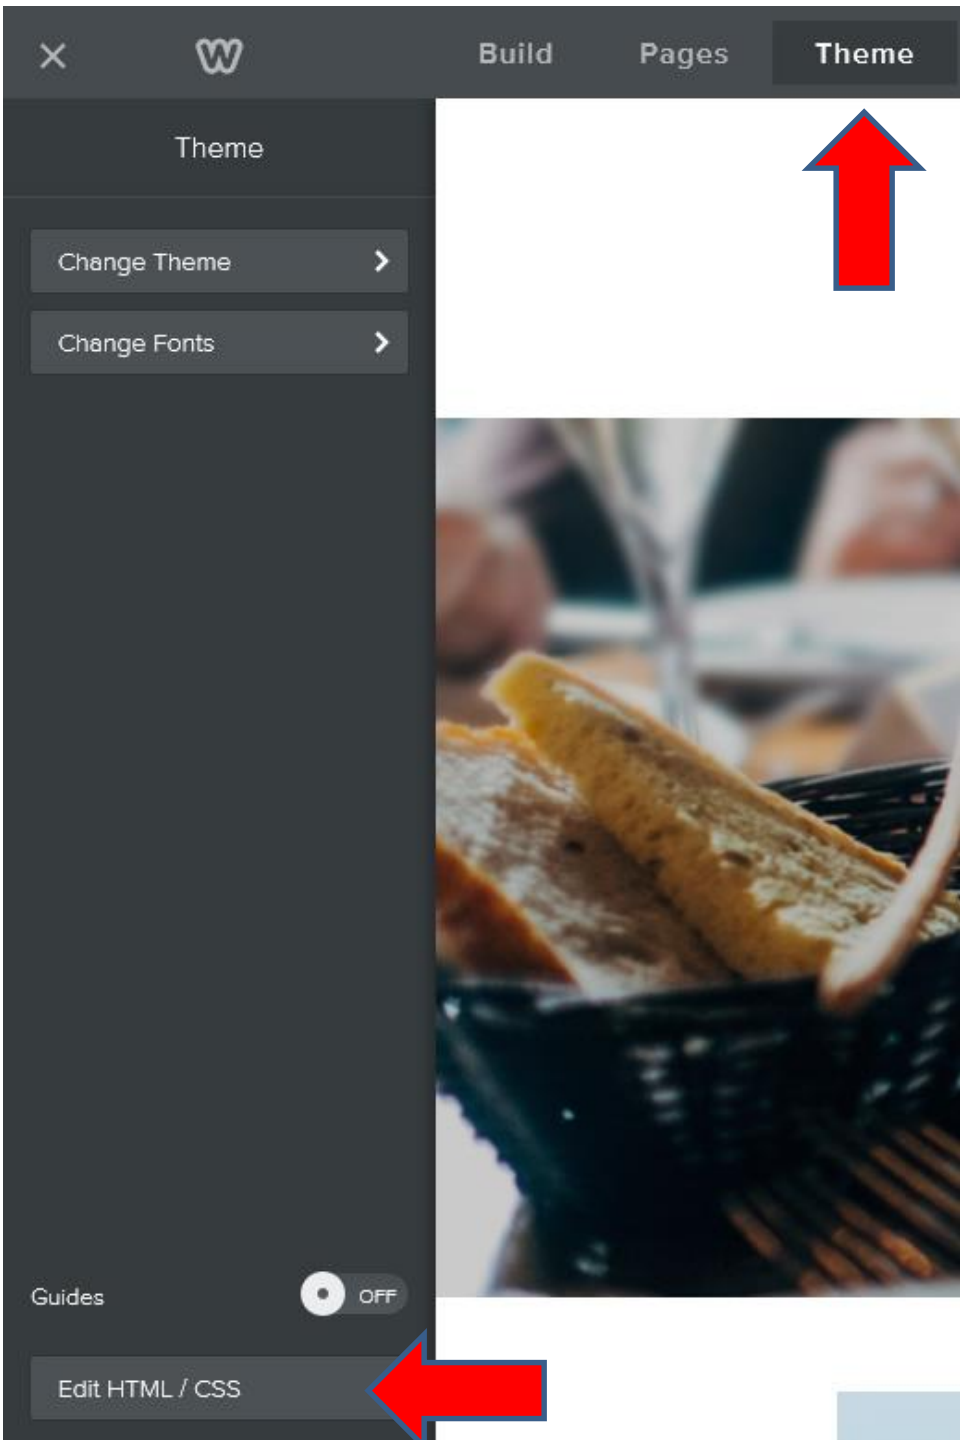 Build Pages Theme
Theme
Change Theme
Change Fonts
Guides OFF
Edit HTML / CSS